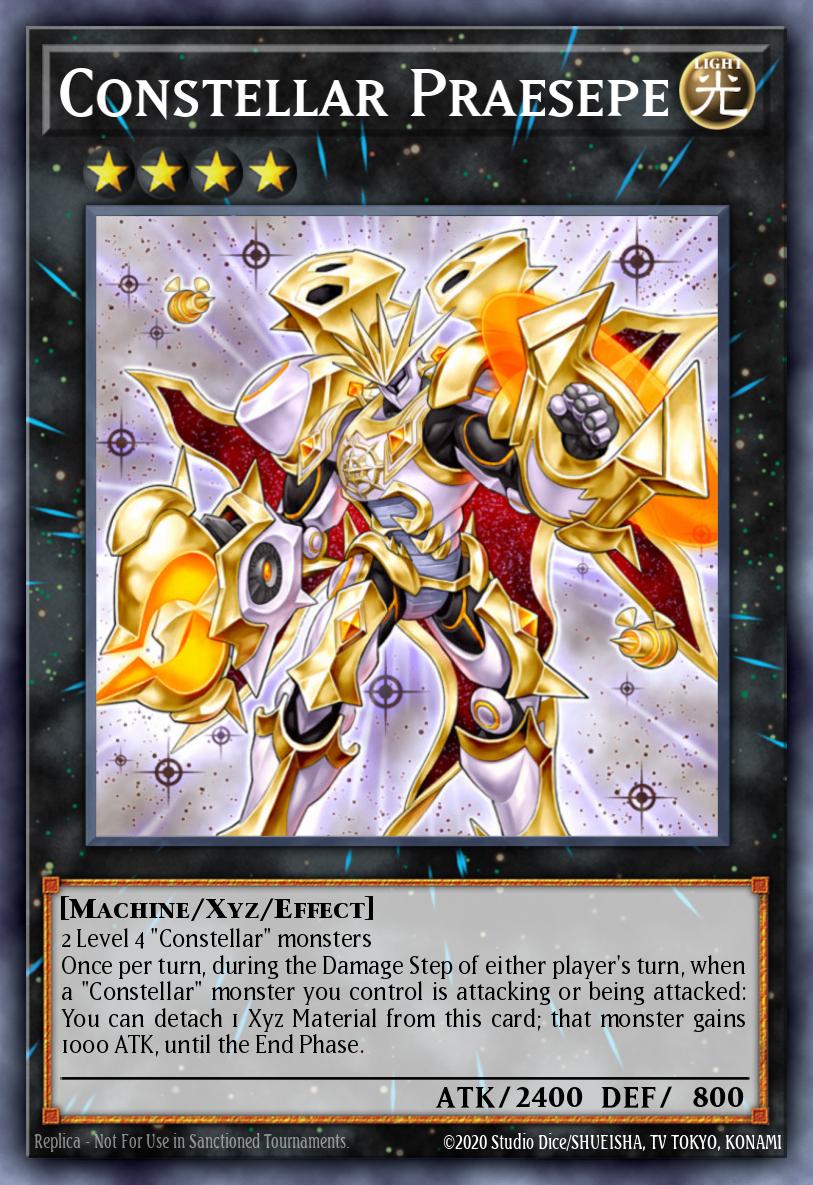 Constellar Praesepe
LIGHT
光
[Machine/Xyz/Effect]
2 Level 4 "Constellar" monsters
Once per turn, during the Damage Step of either player's turn, when
a "Constellar" monster you control is attacking or being attacked:
You can detach 1 Xyz Material from this card; that monster gains
1000 ATK, until the End Phase.
ATK/2400 DEF/ 800
Replica - Not For Use in Sanctioned Tournaments.
©2020 Studio Dice/SHUEISHA, TV TOKYO, KONAMI